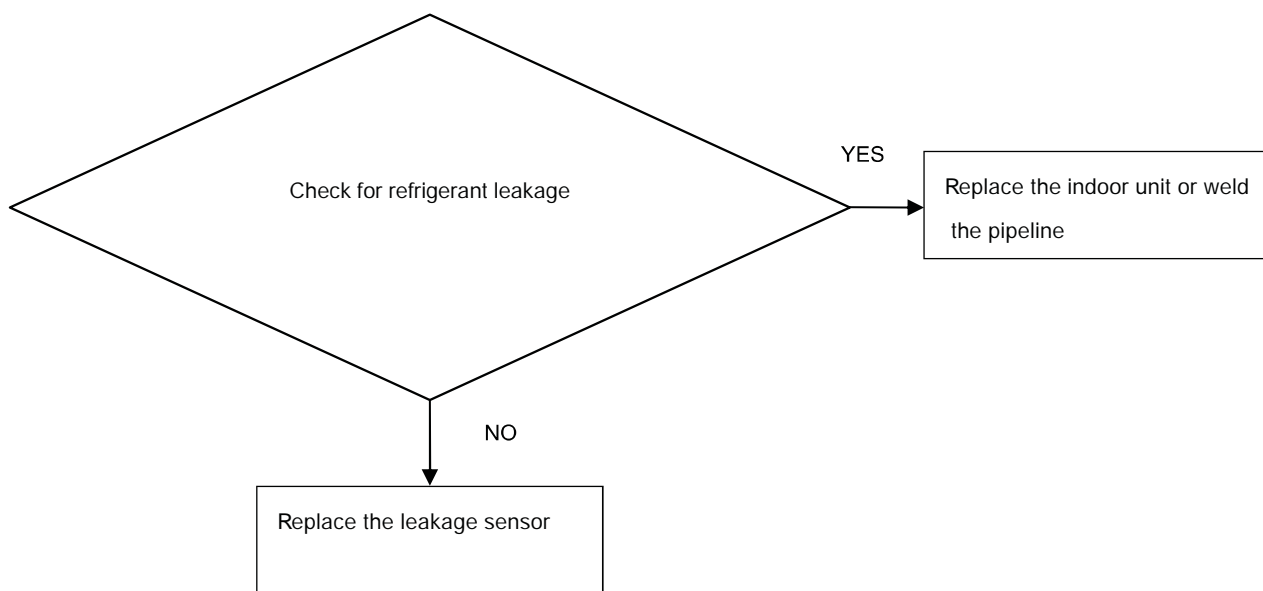 Check for refrigerant leakage
YES
Replace the indoor unit or weld
the pipeline
NO
Replace the leakage sensor